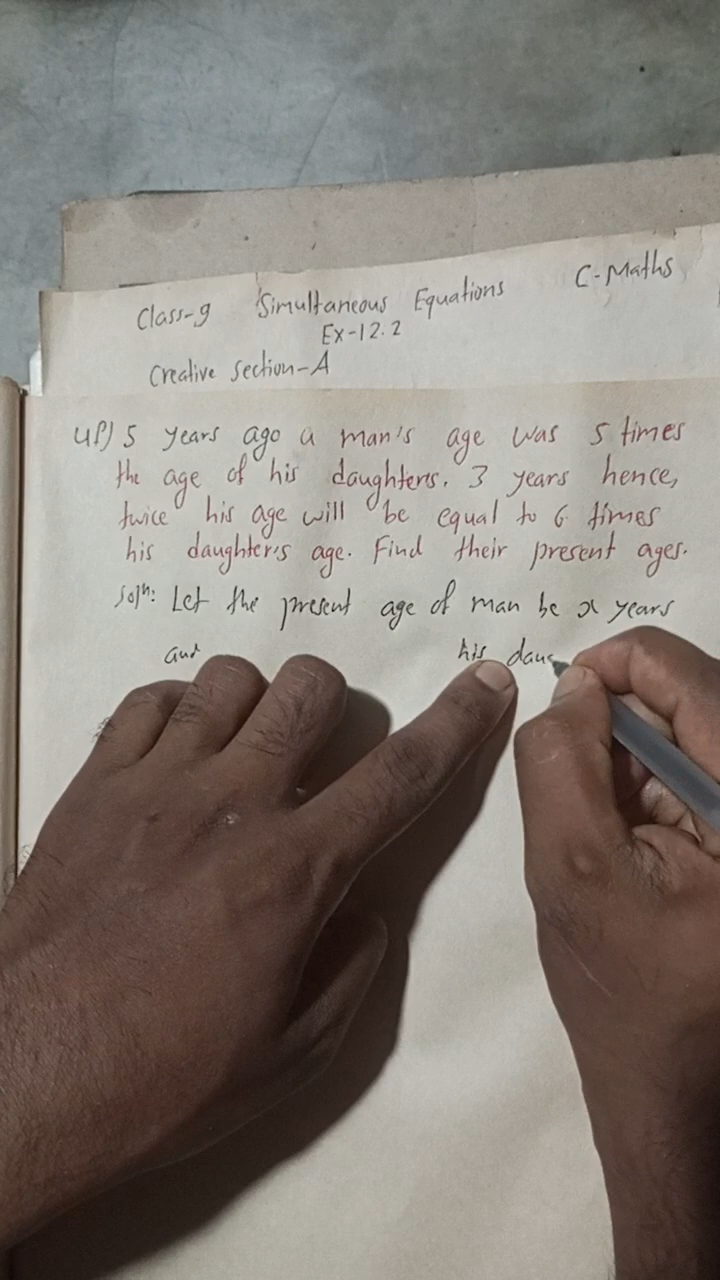 Class-9 Simultaneous Equations C-Maths
Ex-12.2
Creative section-A
4f) 5 years ago a man's age was 5 times
the age of his daughters. 3 years hence,
twice his age will be equal to 6 times
his daughter's age. Find their present ages.
Solⁿ: Let the present age of man be x years
and his daug